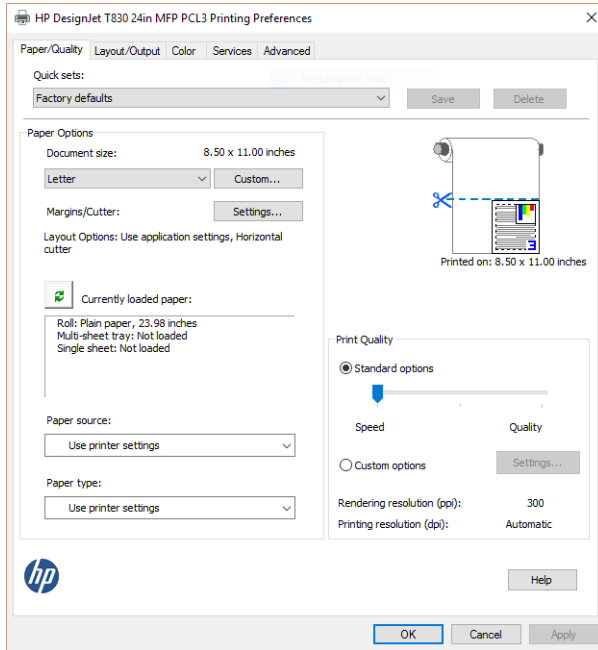 HP DesignJet T830 24in MFP PCL3 Printing Preferences
Paper/Quality Layout/Output Color Services Advanced
Quick sets:
Factory defaults Save Delete
Paper Options
Document size: 8.50 x 11.00 inches
Letter Custom...
Margins/Cutter: Settings...
Layout Options: Use application settings, Horizontal
cutter
3
Printed on: 8.50 x 11.00 inches
Currently loaded paper:
Roll: Plain paper, 23.98 inches
Multi-sheet tray: Not loaded
Single sheet: Not loaded
Paper source:
Use printer settings
Paper type:
Use printer settings
Print Quality
Standard options
Speed Quality
Custom options Settings...
Rendering resolution (ppi): 300
Printing resolution (dpi): Automatic
hp
Help
OK Cancel Apply